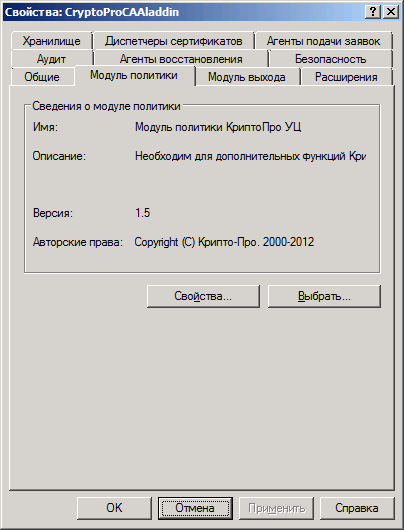 Свойства: CryptoProCAAladdin
Хранилище Диспетчеры сертификатов Агенты подачи заявок
Аудит Агенты восстановления Безопасность
Общие Модуль политики Модуль выхода Расширения
Сведения о модуле политики
Имя: Модуль политики КриптоПро УЦ
Описание: Необходим для дополнительных функций Кри
Версия: 1.5
Авторские права: Copyright (C) Крипто-Про. 2000-2012
Свойства... Выбрать...
OK Отмена Применить Справка